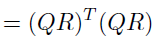 = (QR)^T(QR)